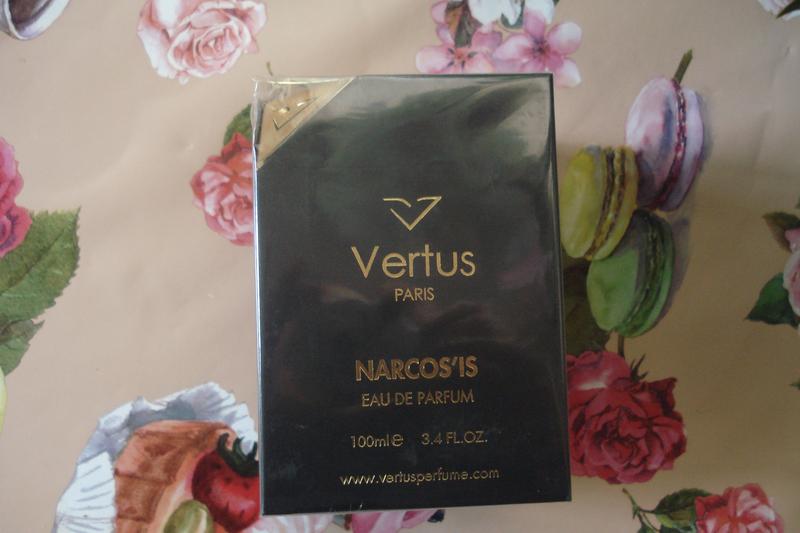 Vertus
PARIS
NARCOS'IS
EAU DE PARFUM
100ml℮ 3.4 FL.OZ.
www.vertusperfume.com